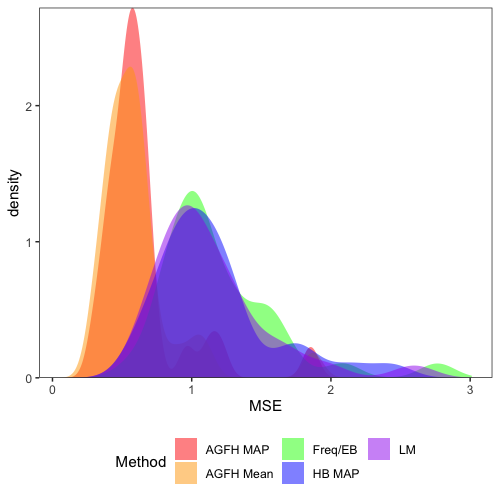 density
2
1
0
0 1 2 3
MSE
Method AGFH MAP Freq/EB LM
AGFH Mean HB MAP